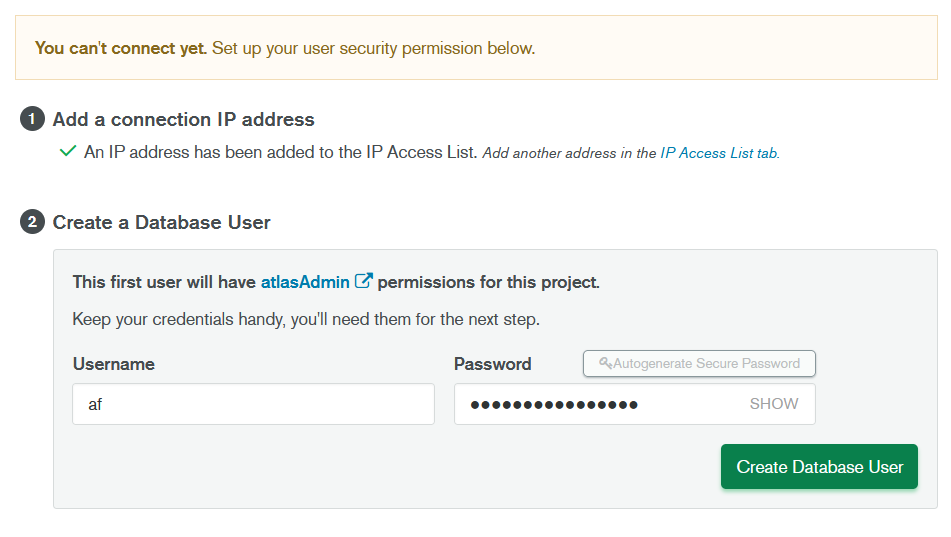 You can't connect yet. Set up your user security permission below.
1 Add a connection IP address
An IP address has been added to the IP Access List. Add another address in the IP Access List tab.
2 Create a Database User
This first user will have atlasAdmin permissions for this project.
Keep your credentials handy, you'll need them for the next step.
Username
Password
Autogenerate Secure Password
af
●●●●●●●●●●●●●●●●
SHOW
Create Database User